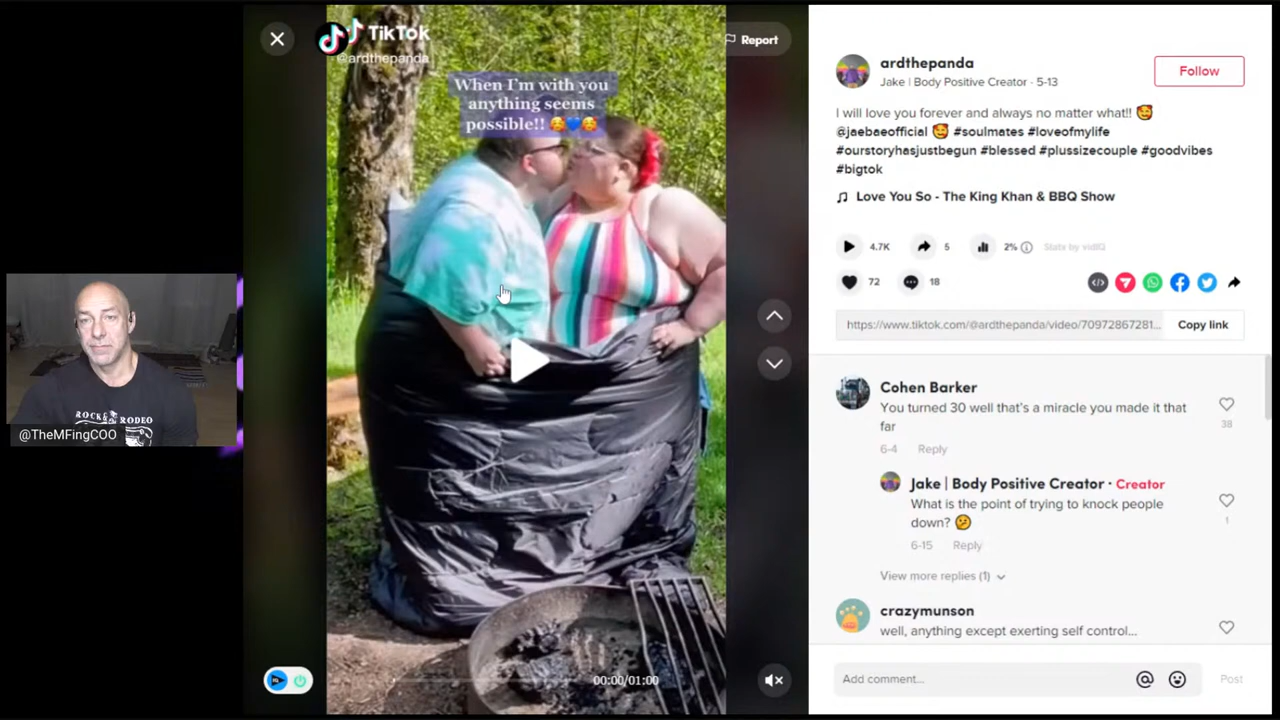 TikTok
@ardthepanda
Report
When I'm with you
anything seems
possible!! 🥰💙🥰
00:00/01:00
ROCK & RODEO
@TheMFingCOO
ardthepanda
Jake | Body Positive Creator · 5-13
Follow
I will love you forever and always no matter what!! 🥰
@jaebaeofficial 🥰 #soulmates #loveofmylife
#ourstoryhasjustbegun #blessed #plussizecouple #goodvibes
#bigtok
Love You So - The King Khan & BBQ Show
4.7K
5
2%
Stats by vidIQ
72
18
https://www.tiktok.com/@ardthepanda/video/70972867281...
Copy link
Cohen Barker
You turned 30 well that's a miracle you made it that
far
38
6-4 Reply
Jake | Body Positive Creator · Creator
What is the point of trying to knock people
down? 🤨
1
6-15 Reply
View more replies (1)
crazymunson
well, anything except exerting self control...
Add comment...
Post